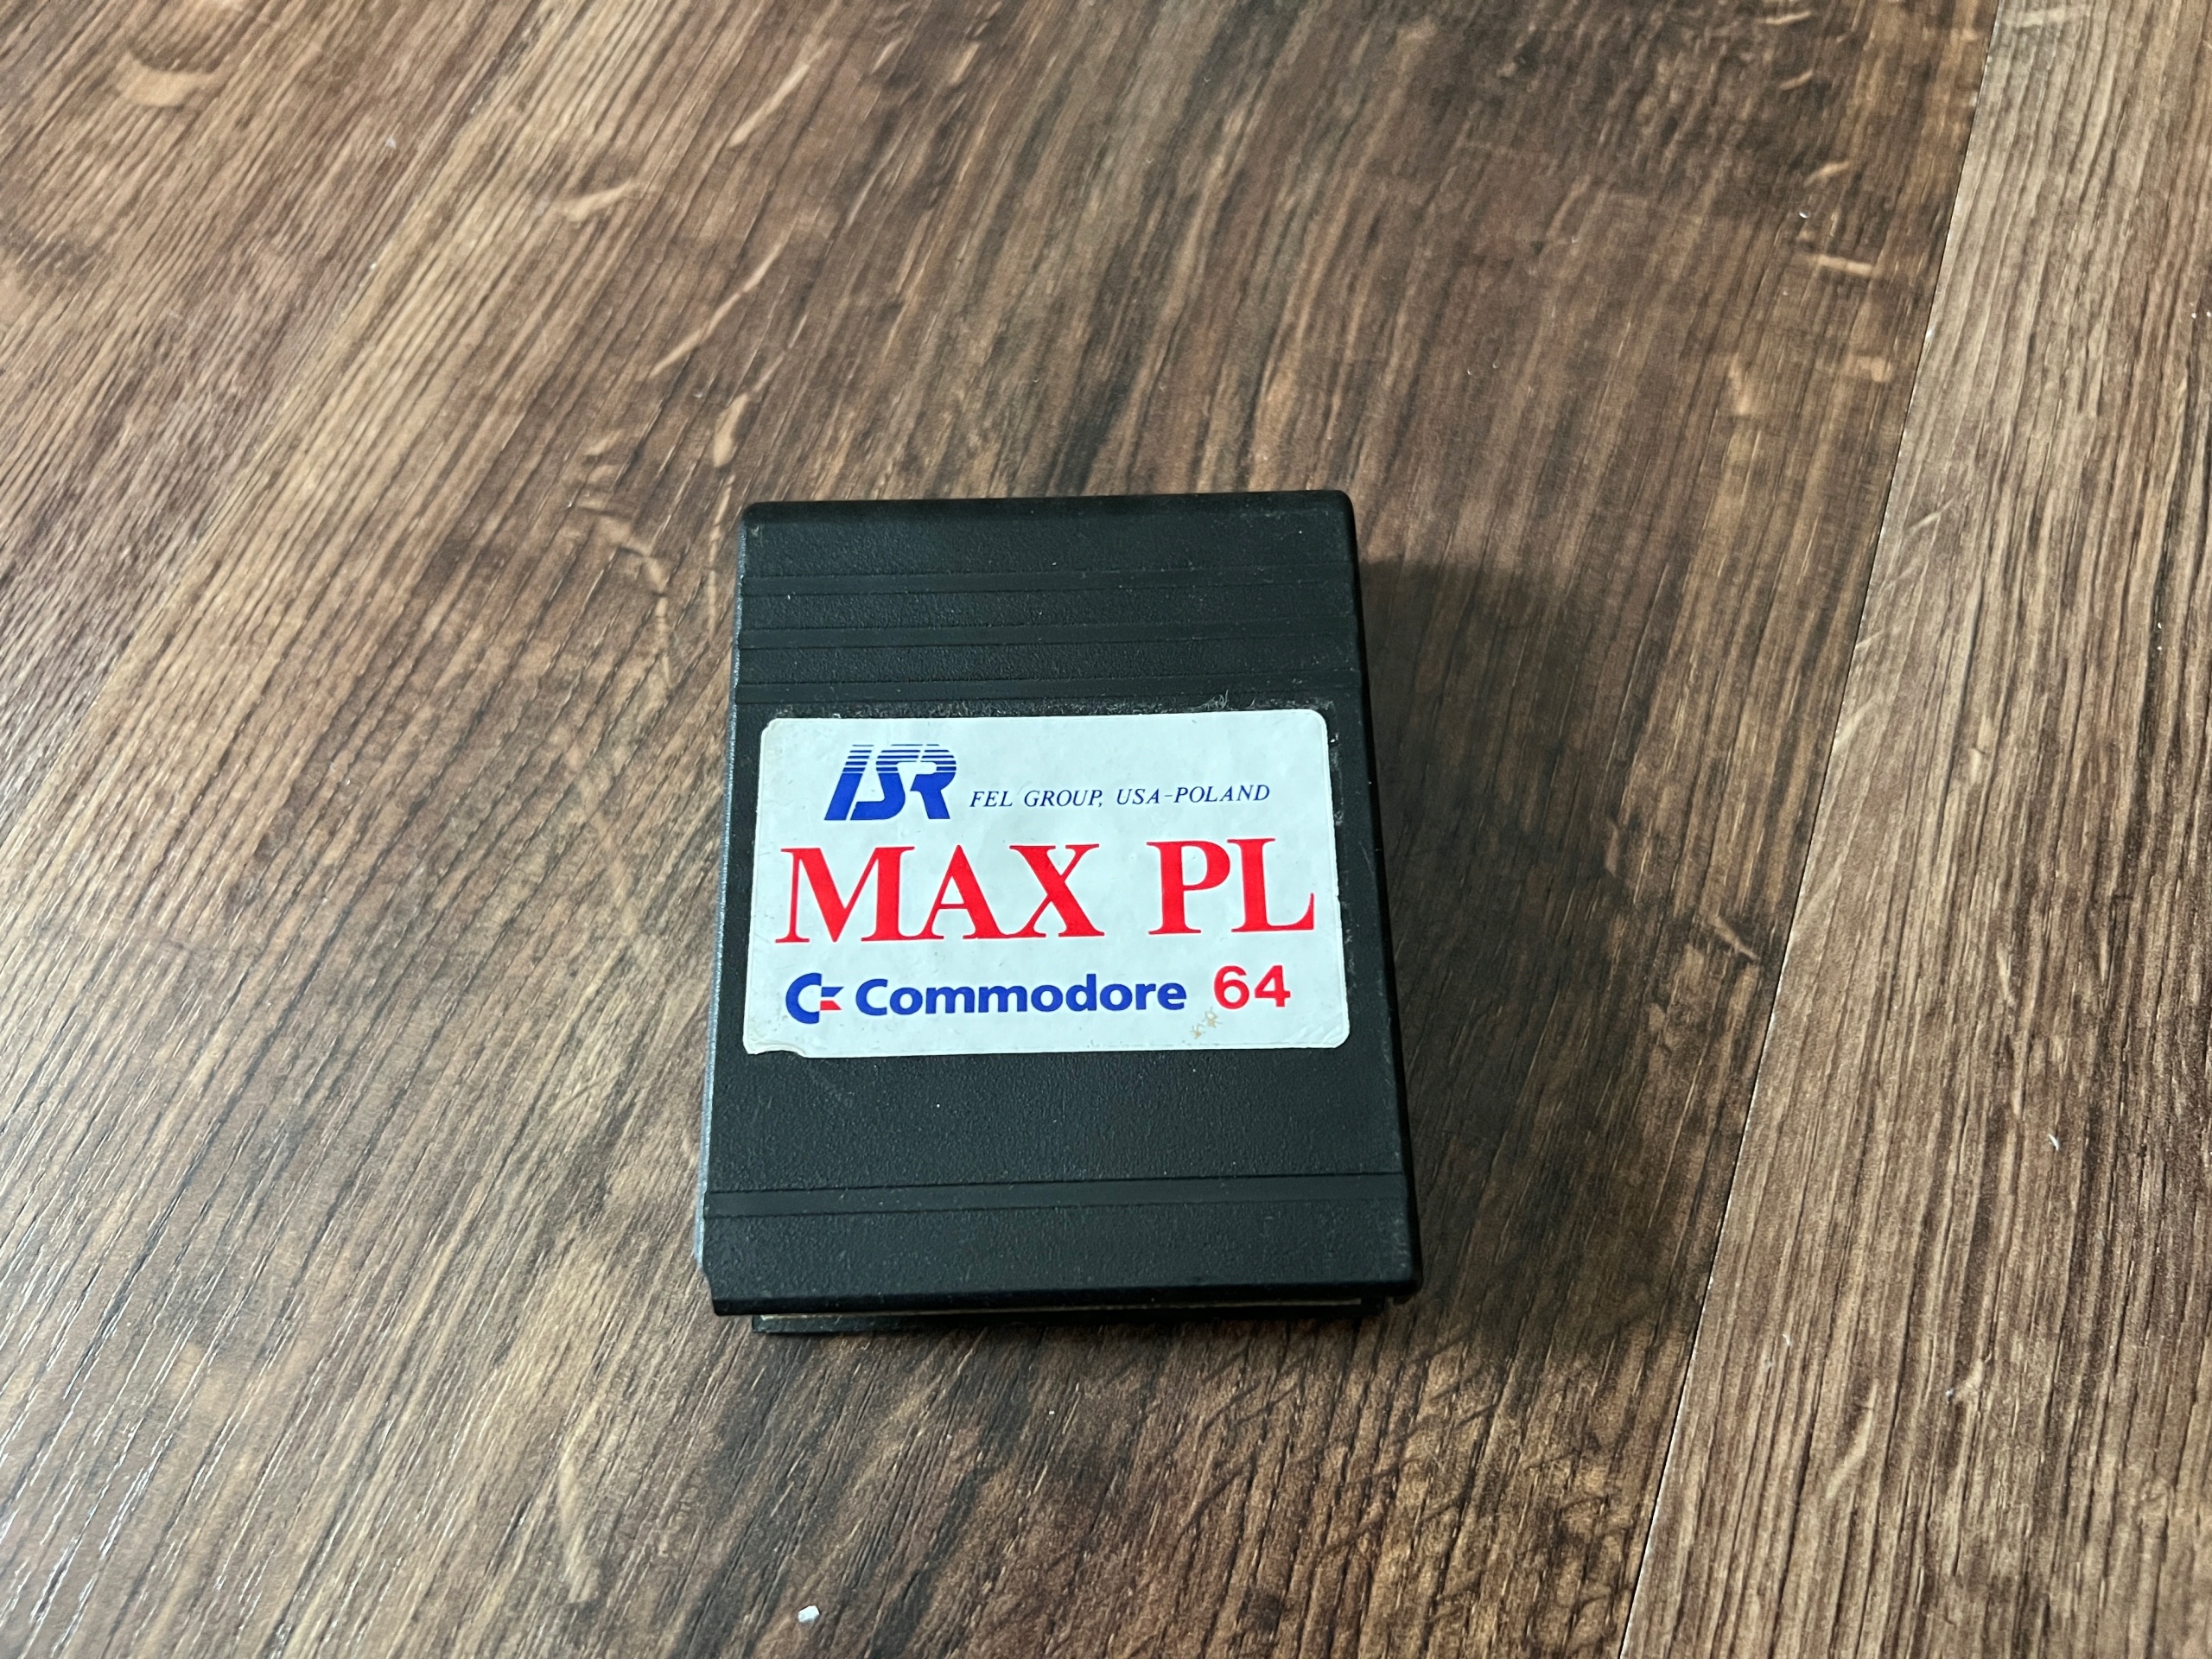 ISR FEL GROUP, USA-POLAND
MAX PL
Commodore 64